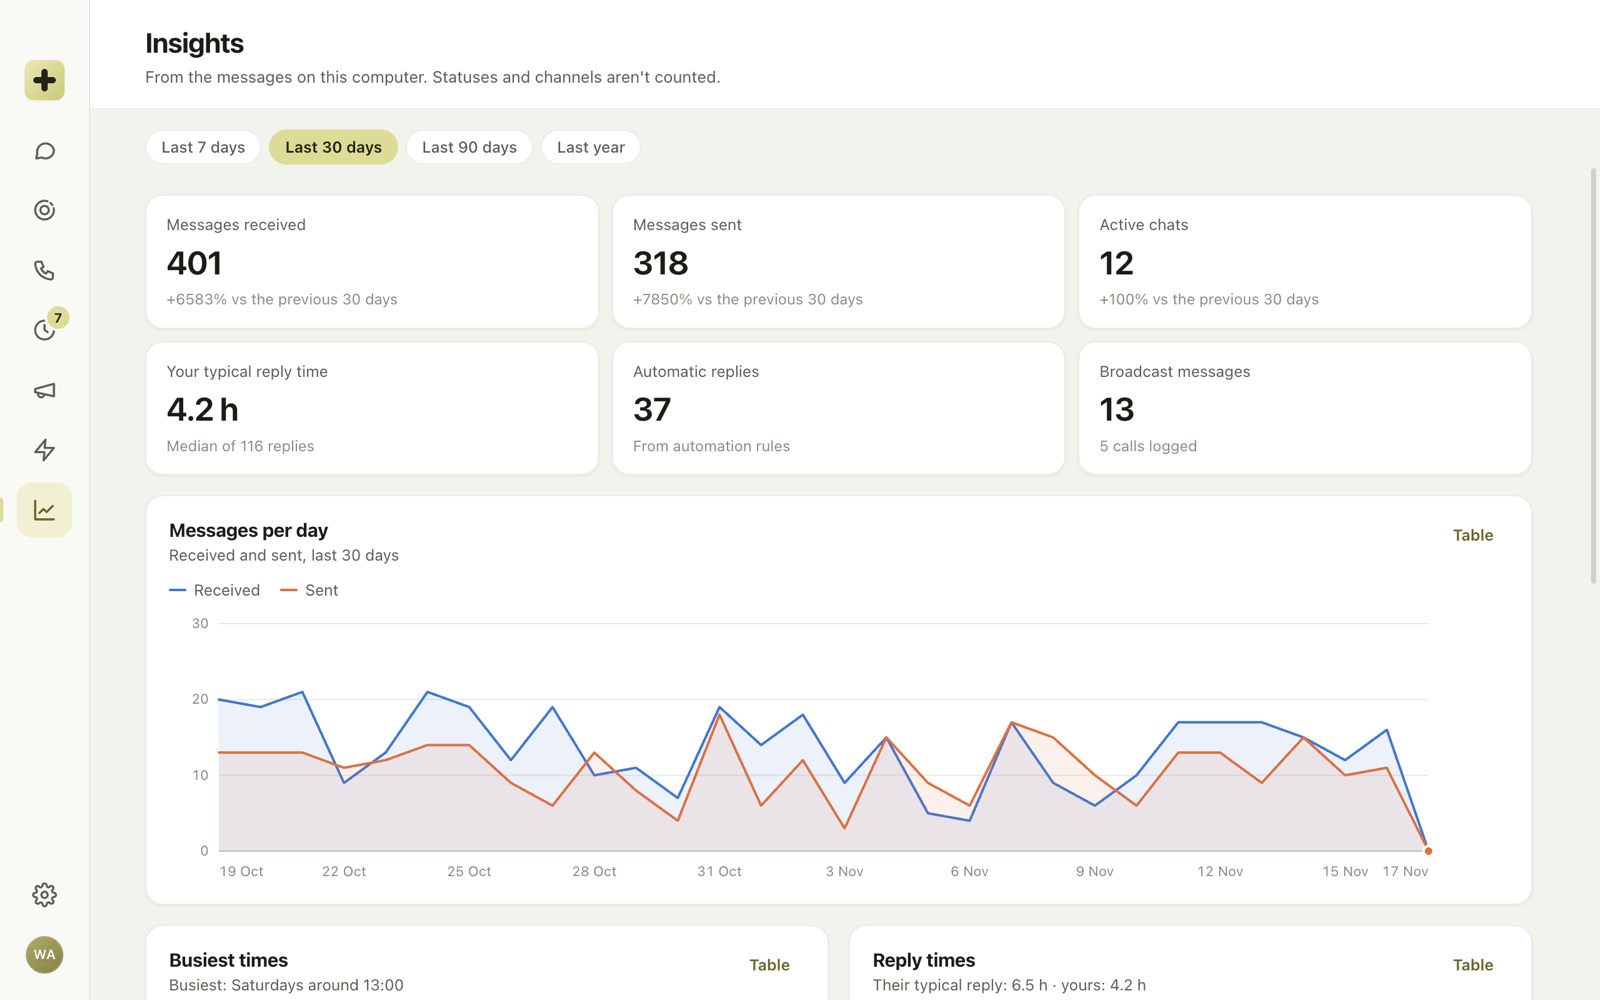 Insights
From the messages on this computer. Statuses and channels aren't counted.
Last 7 days
Last 30 days
Last 90 days
Last year
Messages received
401
+6583% vs the previous 30 days
Messages sent
318
+7850% vs the previous 30 days
Active chats
12
+100% vs the previous 30 days
7
Your typical reply time
4.2 h
Median of 116 replies
Automatic replies
37
From automation rules
Broadcast messages
13
5 calls logged
Messages per day
Table
Received and sent, last 30 days
Received
Sent
30
20
10
0
19 Oct
22 Oct
25 Oct
28 Oct
31 Oct
3 Nov
6 Nov
9 Nov
12 Nov
15 Nov
17 Nov
WA
Busiest times
Table
Busiest: Saturdays around 13:00
Reply times
Table
Their typical reply: 6.5 h · yours: 4.2 h